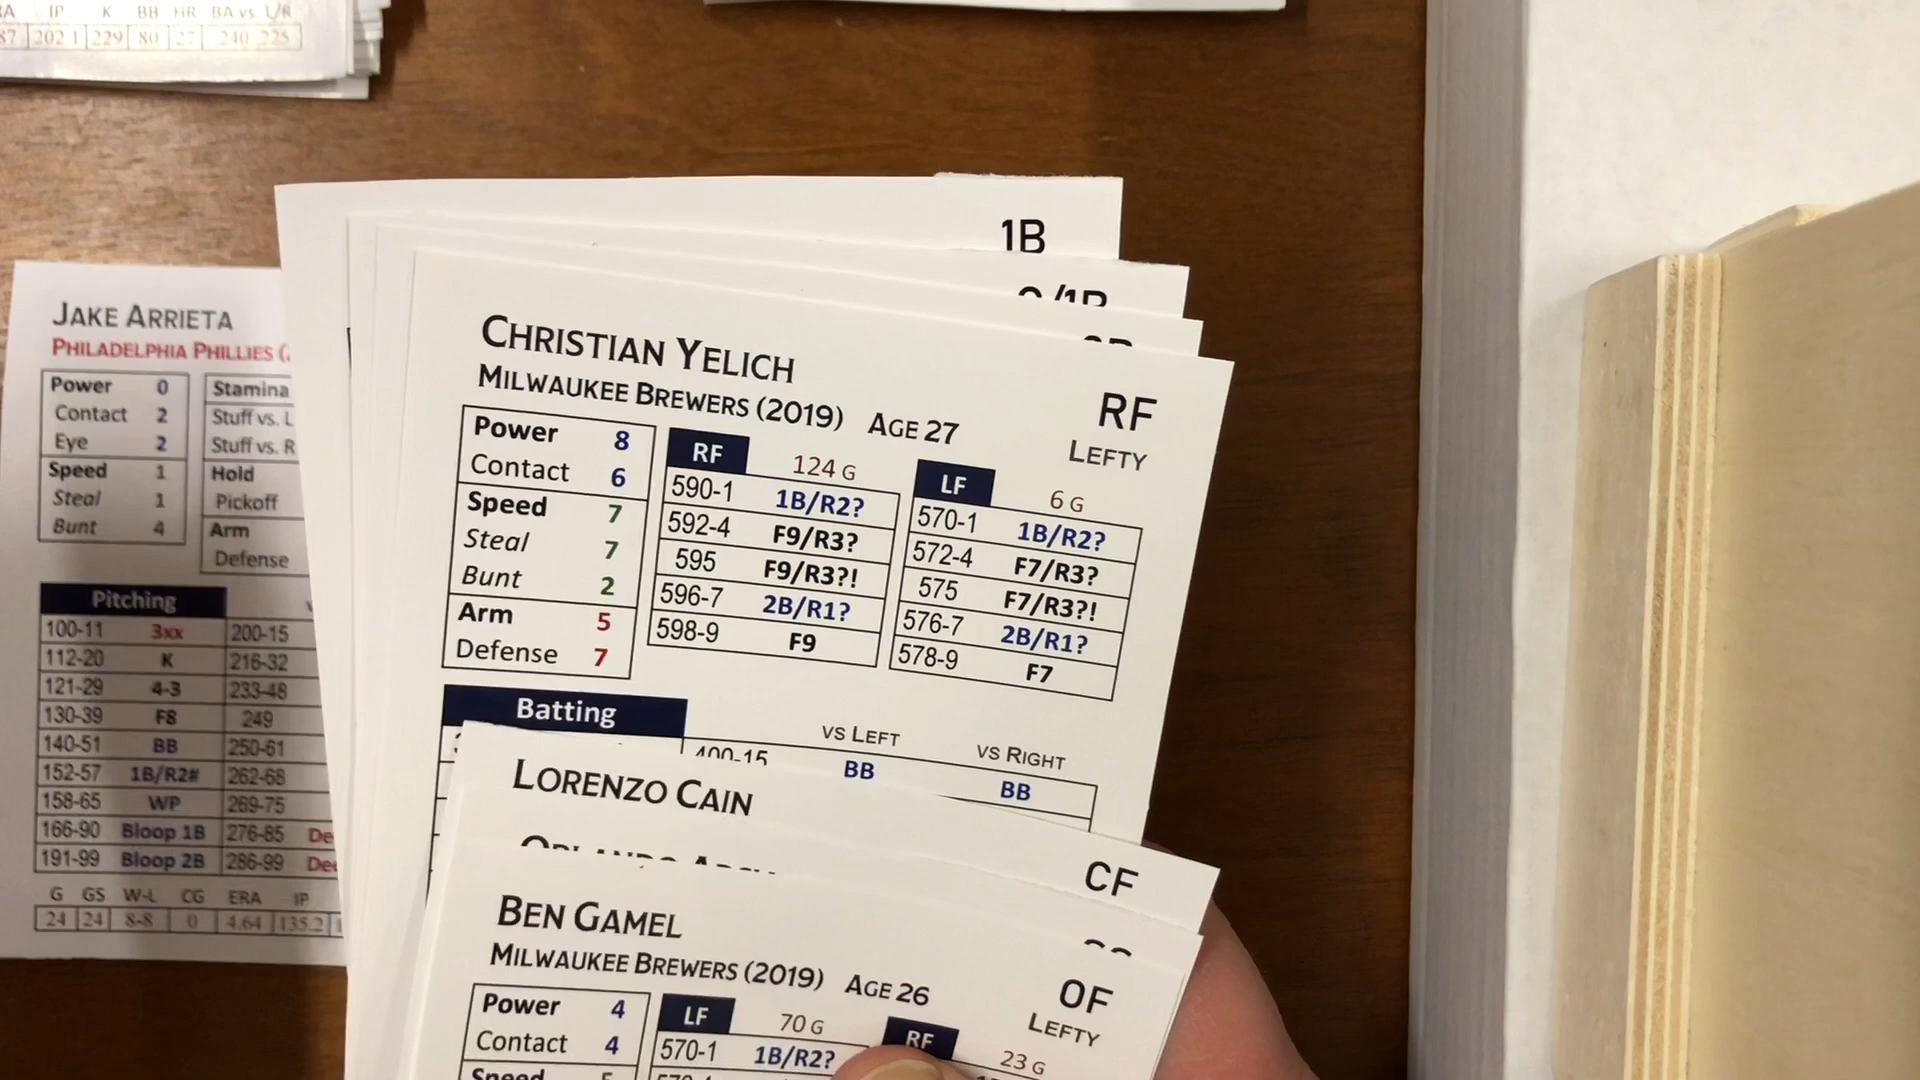 IP K BB HR BA vs. L/R
87 202.1 229 80 27 .240 .225
1B
JAKE ARRIETA
PHILADELPHIA PHILLIES (
Power 0
Contact 2
Eye 2
Speed 1
Steal 1
Bunt 4
Stamina
Stuff vs. L
Stuff vs. R
Hold
Pickoff
Arm
Defense
Pitching
100-11 3xx 200-15
112-20 K 216-32
121-29 4-3 233-48
130-39 F8 249
140-51 BB 250-61
152-57 1B/R2# 262-68
158-65 WP 269-75
166-90 Bloop 1B 276-85 De
191-99 Bloop 2B 286-99 Dee
G GS W-L CG ERA IP
24 24 8-8 0 4.64 135.2
CHRISTIAN YELICH
MILWAUKEE BREWERS (2019) AGE 27
RF
LEFTY
Power 8
Contact 6
Speed 7
Steal 7
Bunt 2
Arm 5
Defense 7
RF 124 G
590-1 1B/R2?
592-4 F9/R3?
595 F9/R3?!
596-7 2B/R1?
598-9 F9
LF 6 G
570-1 1B/R2?
572-4 F7/R3?
575 F7/R3?!
576-7 2B/R1?
578-9 F7
Batting
vs LEFT vs RIGHT
400-15 BB BB
LORENZO CAIN
CF
BEN GAMEL
MILWAUKEE BREWERS (2019) AGE 26
OF
LEFTY
Power 4
Contact 4
Speed
LF 70 G
570-1 1B/R2?
RF 23 G